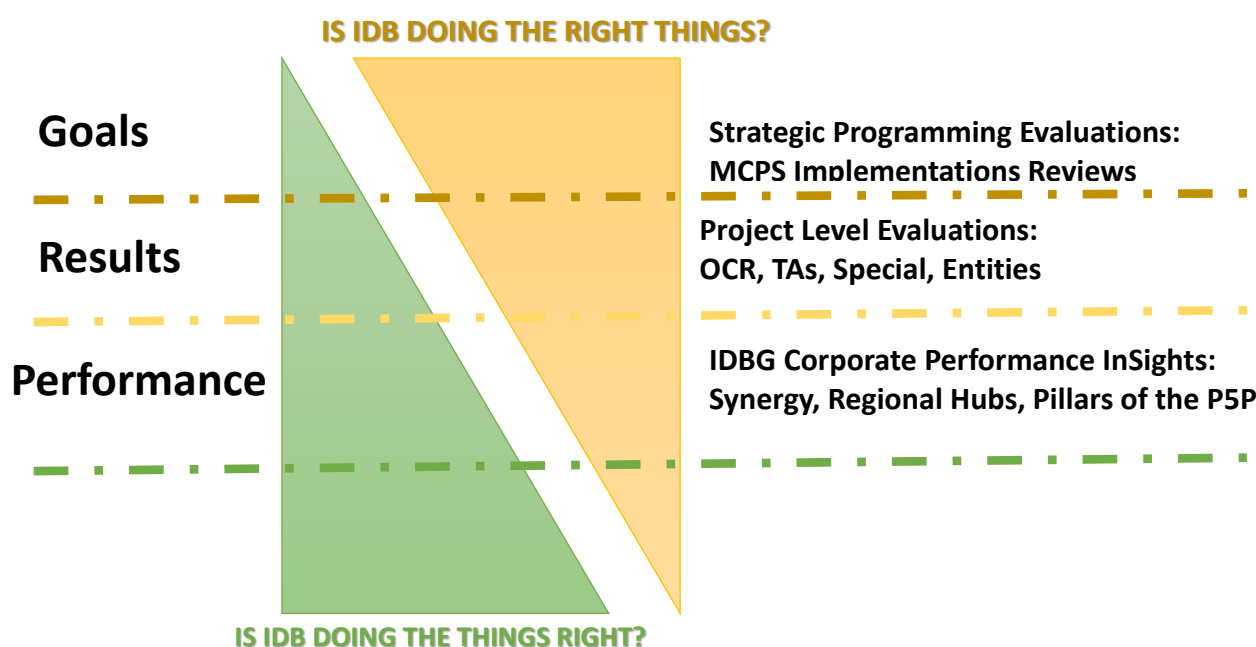 IS IDB DOING THE RIGHT THINGS?
Goals
Strategic Programming Evaluations:
MCPS Implementations Reviews
Results
Project Level Evaluations:
OCR, TAs, Special, Entities
Performance
IDBG Corporate Performance InSights:
Synergy, Regional Hubs, Pillars of the P5P
IS IDB DOING THE THINGS RIGHT?